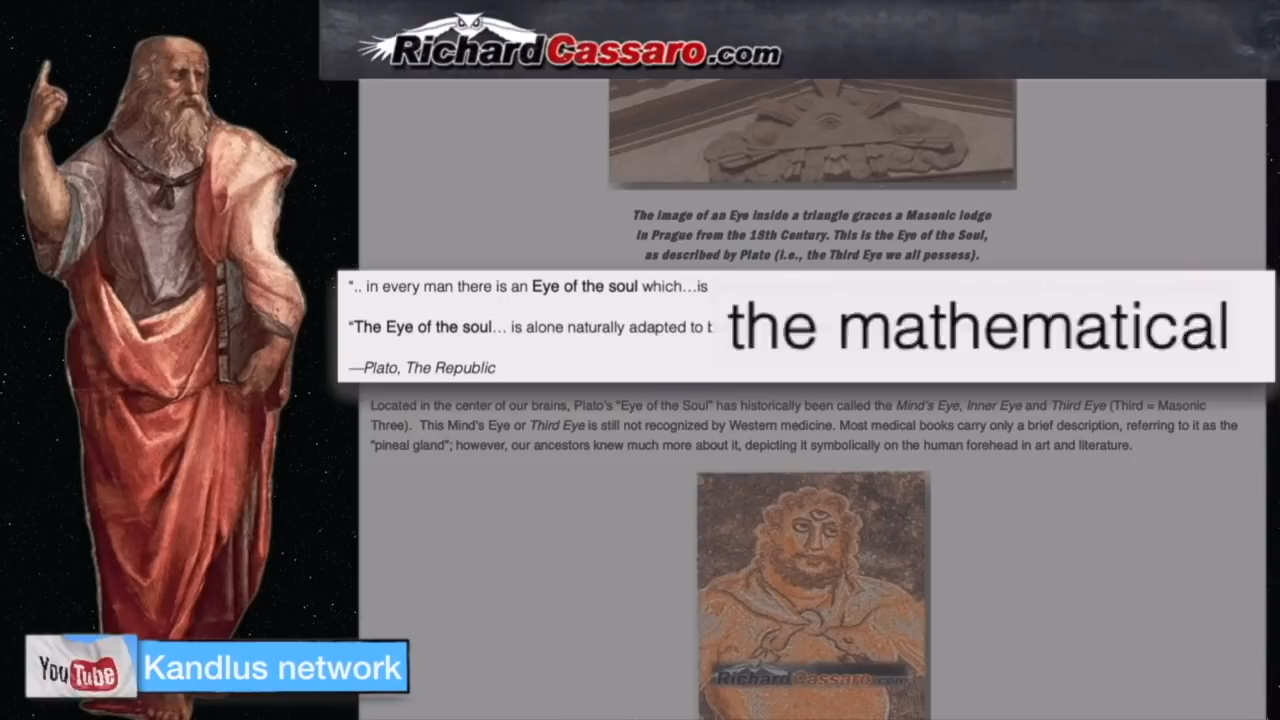 RichardCassaro.com
The image of an Eye inside a triangle graces a Masonic lodge
in Prague from the 18th Century. This is the Eye of the Soul,
as described by Plato (i.e., the Third Eye we all possess).
“.. in every man there is an Eye of the soul which…is
“The Eye of the soul… is alone naturally adapted to
the mathematical
—Plato, The Republic
Located in the center of our brains, Plato's “Eye of the Soul” has historically been called the Mind's Eye, Inner Eye and Third Eye (Third = Masonic
Three). This Mind's Eye or Third Eye is still not recognized by Western medicine. Most medical books carry only a brief description, referring to it as the
“pineal gland”; however, our ancestors knew much more about it, depicting it symbolically on the human forehead in art and literature.
RichardCassaro.com
YouTube
Kandlus network